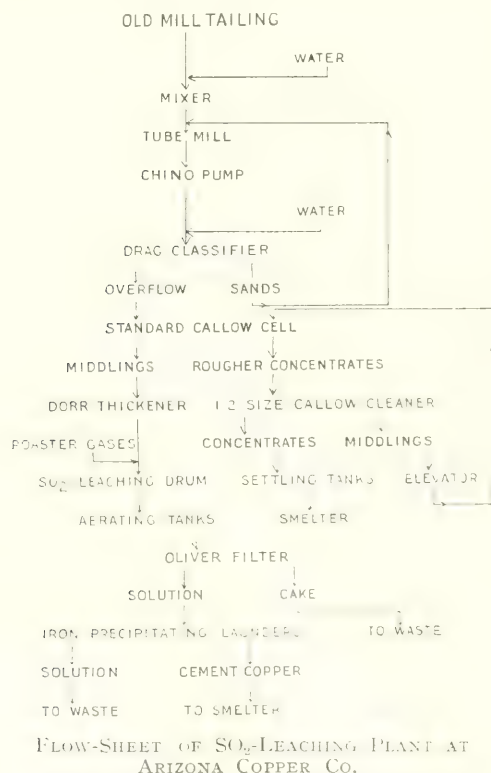 OLD MILL TAILING
WATER
MIXER
TUBE MILL
CHINO PUMP
WATER
DRAG CLASSIFIER
OVERFLOW SANDS
STANDARD CALLOW CELL
MIDDLINGS ROUGHER CONCENTRATES
DORR THICKENER 1-2 SIZE CALLOW CLEANER
ROASTER GASES CONCENTRATES MIDDLINGS
SO₂ LEACHING DRUM SETTLING TANKS ELEVATOR
AERATING TANKS SMELTER
OLIVER FILTER
SOLUTION CAKE
IRON PRECIPITATING LAUNDERS TO WASTE
SOLUTION CEMENT COPPER
TO WASTE TO SMELTER
FLOW-SHEET OF SO₂-LEACHING PLANT AT
ARIZONA COPPER CO.